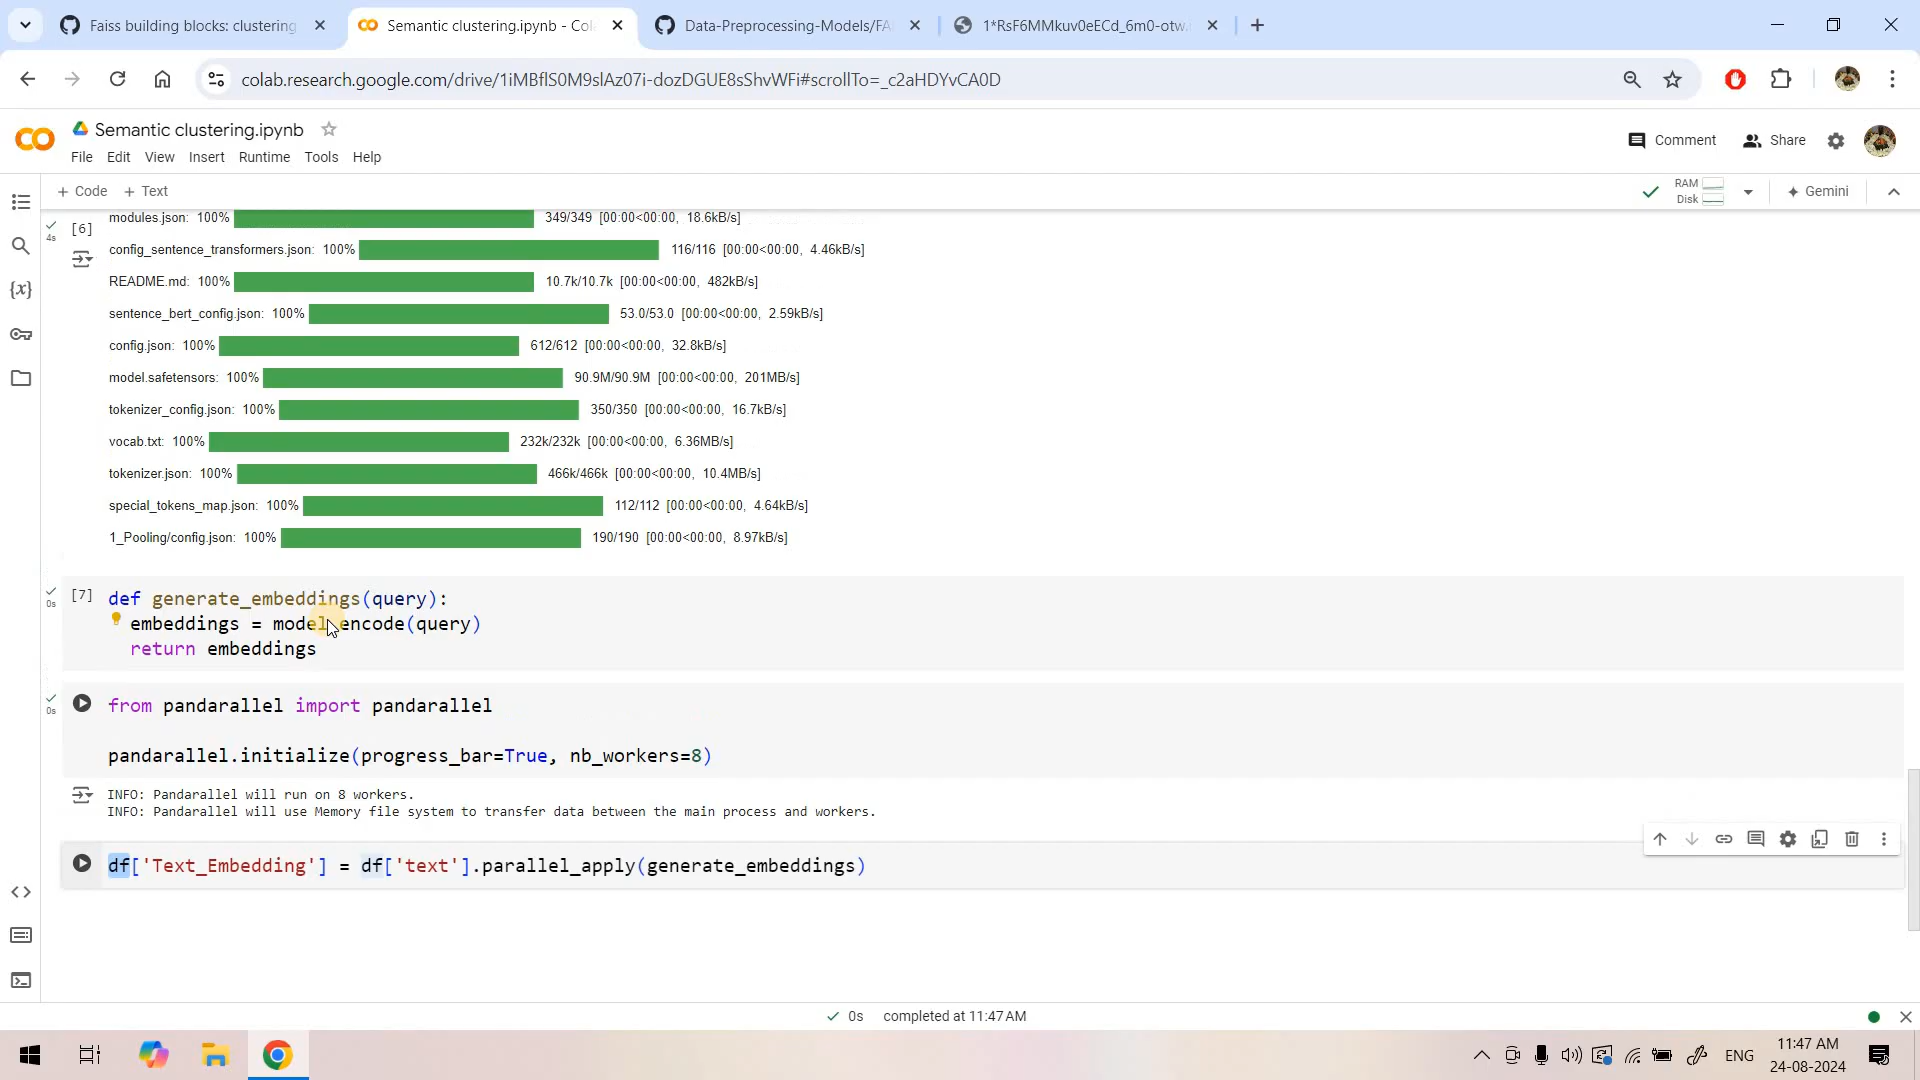 Faiss building blocks: clustering
Semantic clustering.ipynb - Col
Data-Preprocessing-Models/FA
1*RsF6MMkuv0eECd_6m0-otw.
colab.research.google.com/drive/1iMBflS0M9slAz07i-dozDGUE8sShvWFi#scrollTo=_c2aHDYvCA0D
CO
Semantic clustering.ipynb
Comment
Share
File Edit View Insert Runtime Tools Help
+ Code + Text
RAM
Disk
Gemini
[6]
4s
modules.json: 100% 349/349 [00:00<00:00, 18.6kB/s]
config_sentence_transformers.json: 100% 116/116 [00:00<00:00, 4.46kB/s]
README.md: 100% 10.7k/10.7k [00:00<00:00, 482kB/s]
{x}
sentence_bert_config.json: 100% 53.0/53.0 [00:00<00:00, 2.59kB/s]
config.json: 100% 612/612 [00:00<00:00, 32.8kB/s]
model.safetensors: 100% 90.9M/90.9M [00:00<00:00, 201MB/s]
tokenizer_config.json: 100% 350/350 [00:00<00:00, 16.7kB/s]
vocab.txt: 100% 232k/232k [00:00<00:00, 6.36MB/s]
tokenizer.json: 100% 466k/466k [00:00<00:00, 10.4MB/s]
special_tokens_map.json: 100% 112/112 [00:00<00:00, 4.64kB/s]
1_Pooling/config.json: 100% 190/190 [00:00<00:00, 8.97kB/s]
0s
[7] def generate_embeddings(query):
embeddings = model.encode(query)
return embeddings
0s
from pandarallel import pandarallel
pandarallel.initialize(progress_bar=True, nb_workers=8)
INFO: Pandarallel will run on 8 workers.
INFO: Pandarallel will use Memory file system to transfer data between the main process and workers.
df['Text_Embedding'] = df['text'].parallel_apply(generate_embeddings)
0s completed at 11:47 AM
ENG
11:47 AM
24-08-2024